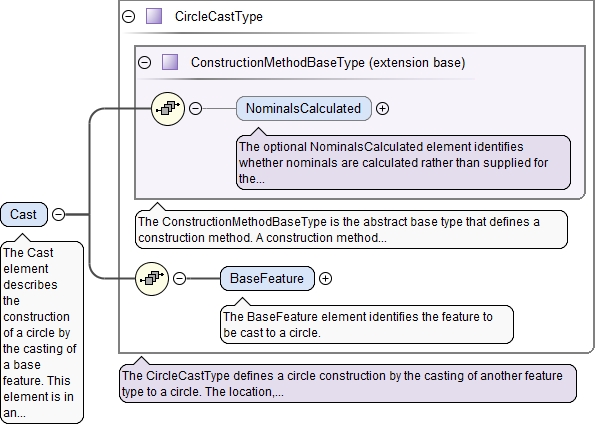 CircleCastType
ConstructionMethodBaseType (extension base)
NominalsCalculated
The optional NominalsCalculated element identifies
whether nominals are calculated rather than supplied for
the...
Cast
The ConstructionMethodBaseType is the abstract base type that defines a
construction method. A construction method...
The Cast
element
describes
the
construction
of a circle by
the casting of
a base
feature. This
element is in
an...
BaseFeature
The BaseFeature element identifies the feature to
be cast to a circle.
The CircleCastType defines a circle construction by the casting of another feature
type to a circle. The location,...